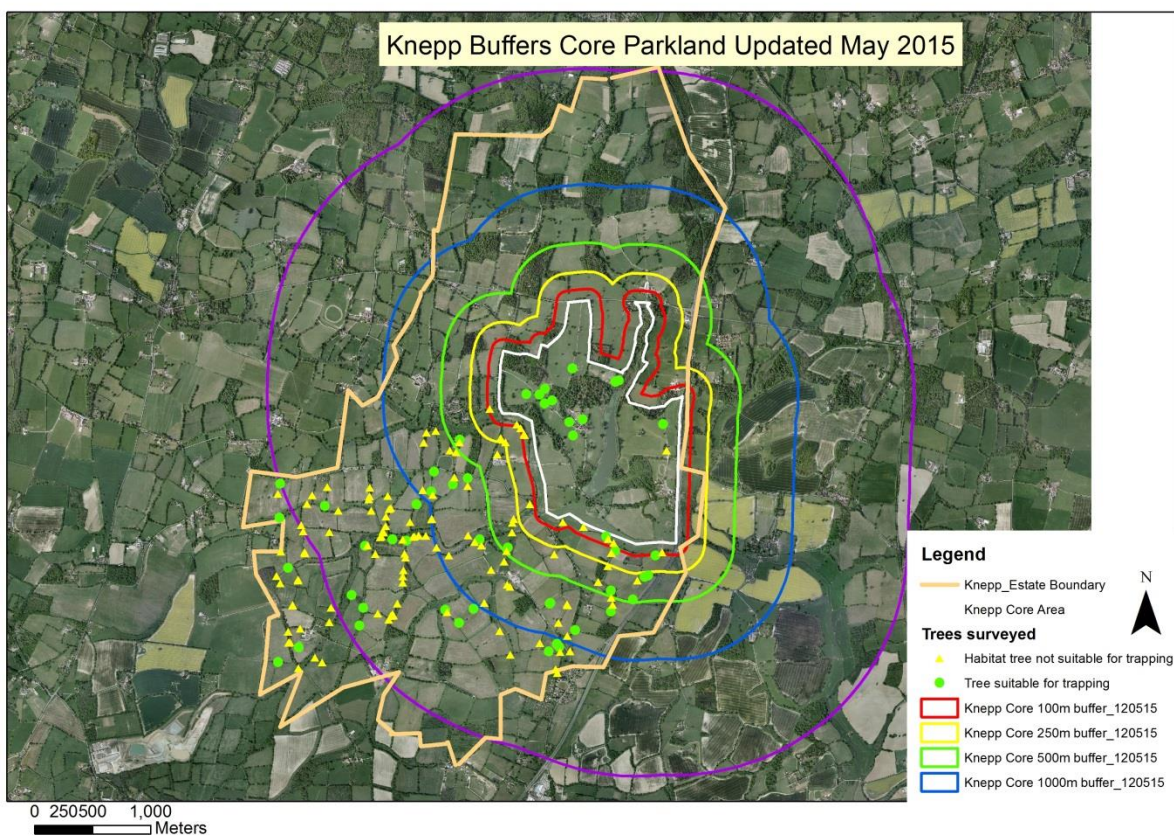 Knepp Buffers Core Parkland Updated May 2015
Legend
Knepp_Estate Boundary
Knepp Core Area
Trees surveyed
Habitat tree not suitable for trapping
Tree suitable for trapping
Knepp Core 100m buffer_120515
Knepp Core 250m buffer_120515
Knepp Core 500m buffer_120515
Knepp Core 1000m buffer_120515
N
0 250500 1,000
Meters